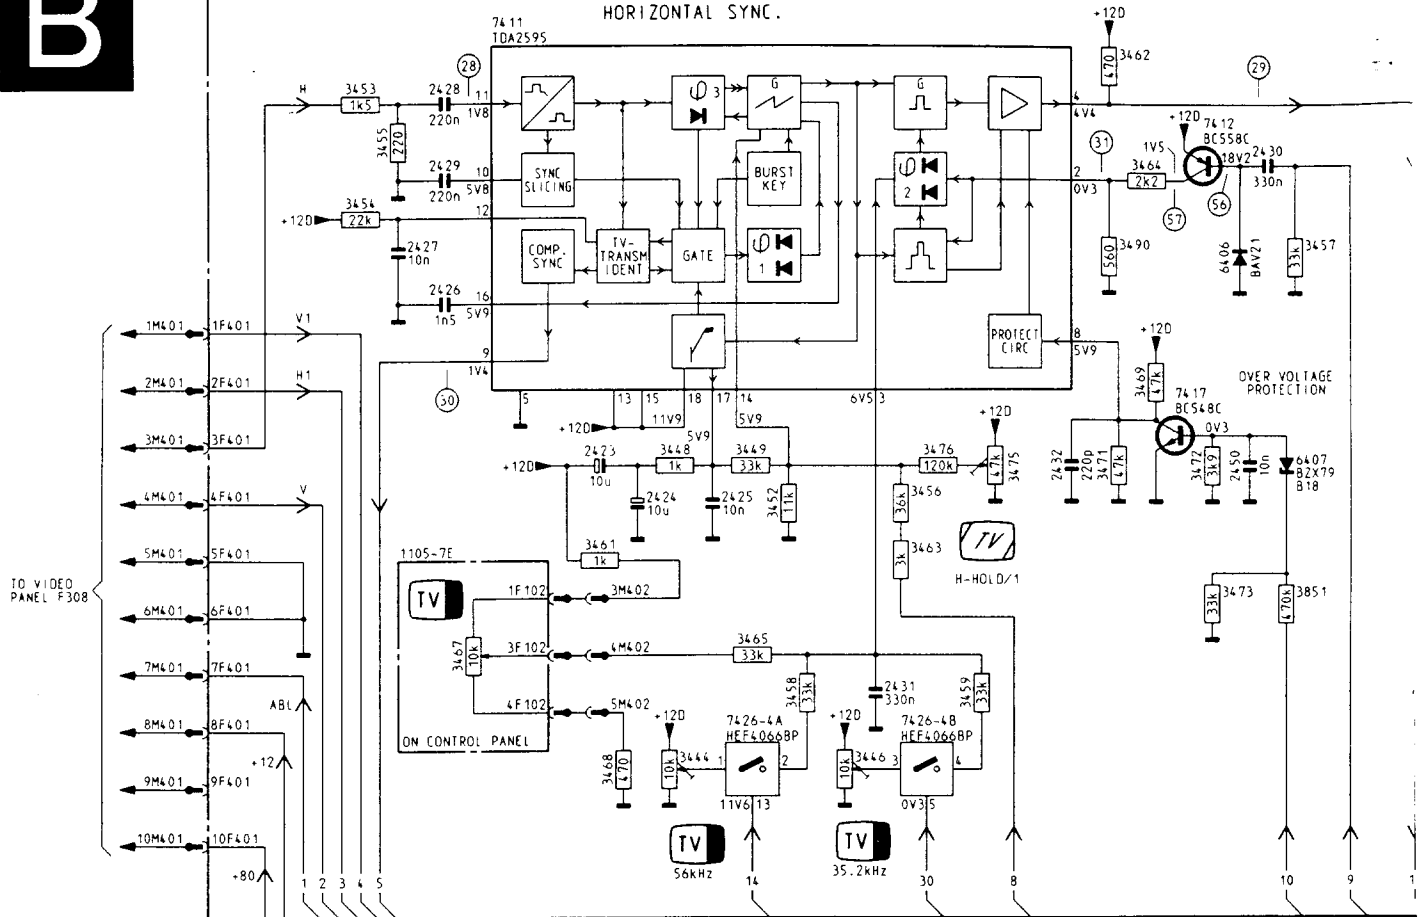 B
HORIZONTAL SYNC.
7411
TDA2595
+12D
3462
470
H
3453
1k5
2428
220n
28
11
1V8
3455
220
2429
220n
10
5V8
SYNC
SLICING
φ 3
G
G
4
4V4
29
+12D
7412
BC558C
31
1V5
18V2
2430
330n
3464
2k2
2
0V3
57
56
BURST
KEY
φ
2
3454
+12D
22k
12
2427
10n
COMP.
SYNC
TV-
TRANSM
IDENT
GATE
φ
1
3490
560
6406
BAV21
3457
33k
2426
1n5
16
5V9
PROTECT
CIRC
8
5V9
+12D
3469
47k
7417
BC548C
0V3
OVER VOLTAGE
PROTECTION
9
1V4
30
5
13
15
18
17
14
+12D
11V9
5V9
5V9
6V5
3
+12D
2423
10u
3448
1k
3449
33k
3476
120k
+12D
47k
3475
2424
10u
2425
10n
3452
11k
3456
36k
3463
3k
TV
H-HOLD/1
2432
220p
3471
47k
3472
3k9
2450
10n
6407
BZX79
B18
3473
33k
3851
470k
1M401
1F401
V1
2M401
2F401
H1
3M401
3F401
4M401
4F401
V
5M401
5F401
6M401
6F401
7M401
7F401
ABL
8M401
8F401
+12
9M401
9F401
10M401
10F401
+80
TO VIDEO
PANEL F308
3461
1k
1105-7E
TV
1F102
3M402
3467
10k
3F102
4M402
4F102
5M402
ON CONTROL PANEL
3468
470
3465
33k
3458
33k
2431
330n
3459
33k
+12D
10k
3444
1
7426-4A
HEF4066BP
2
11V6
13
+12D
10k
3446
3
7426-4B
HEF4066BP
4
0V3
5
TV
56kHz
TV
35.2kHz
1
2
3
4
5
14
30
8
10
9
1